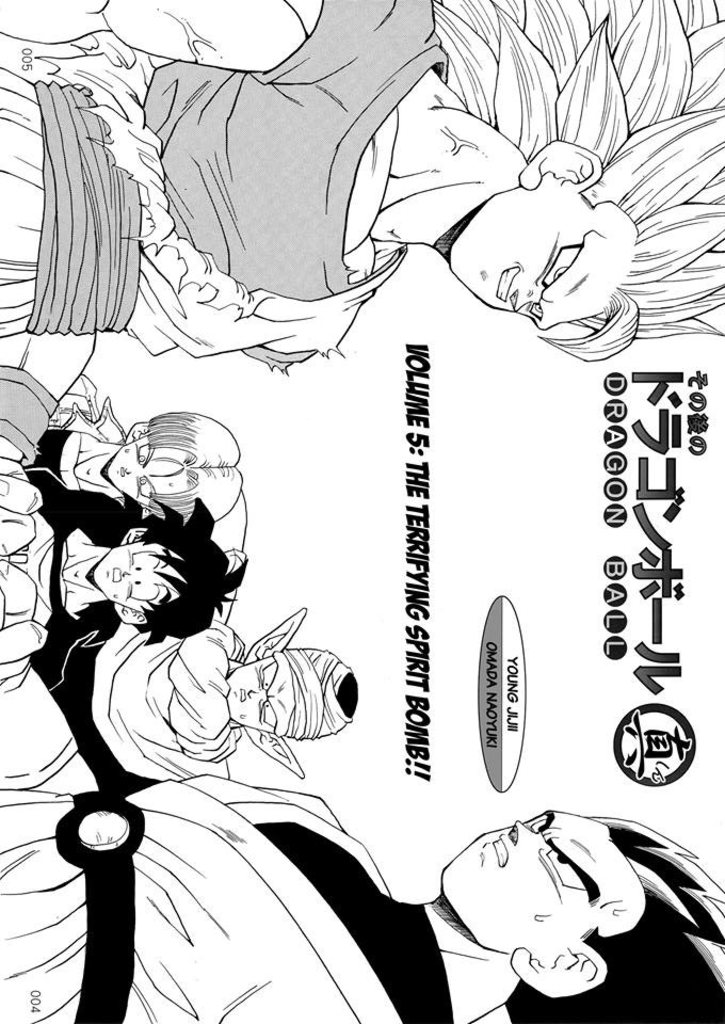 その後の
ドラゴンボール
DRAGON BALL
真
YOUNG JIJII
OMADA NAOYUKI
VOLUME 5: THE TERRIFYING SPIRIT BOMB!!
005
004